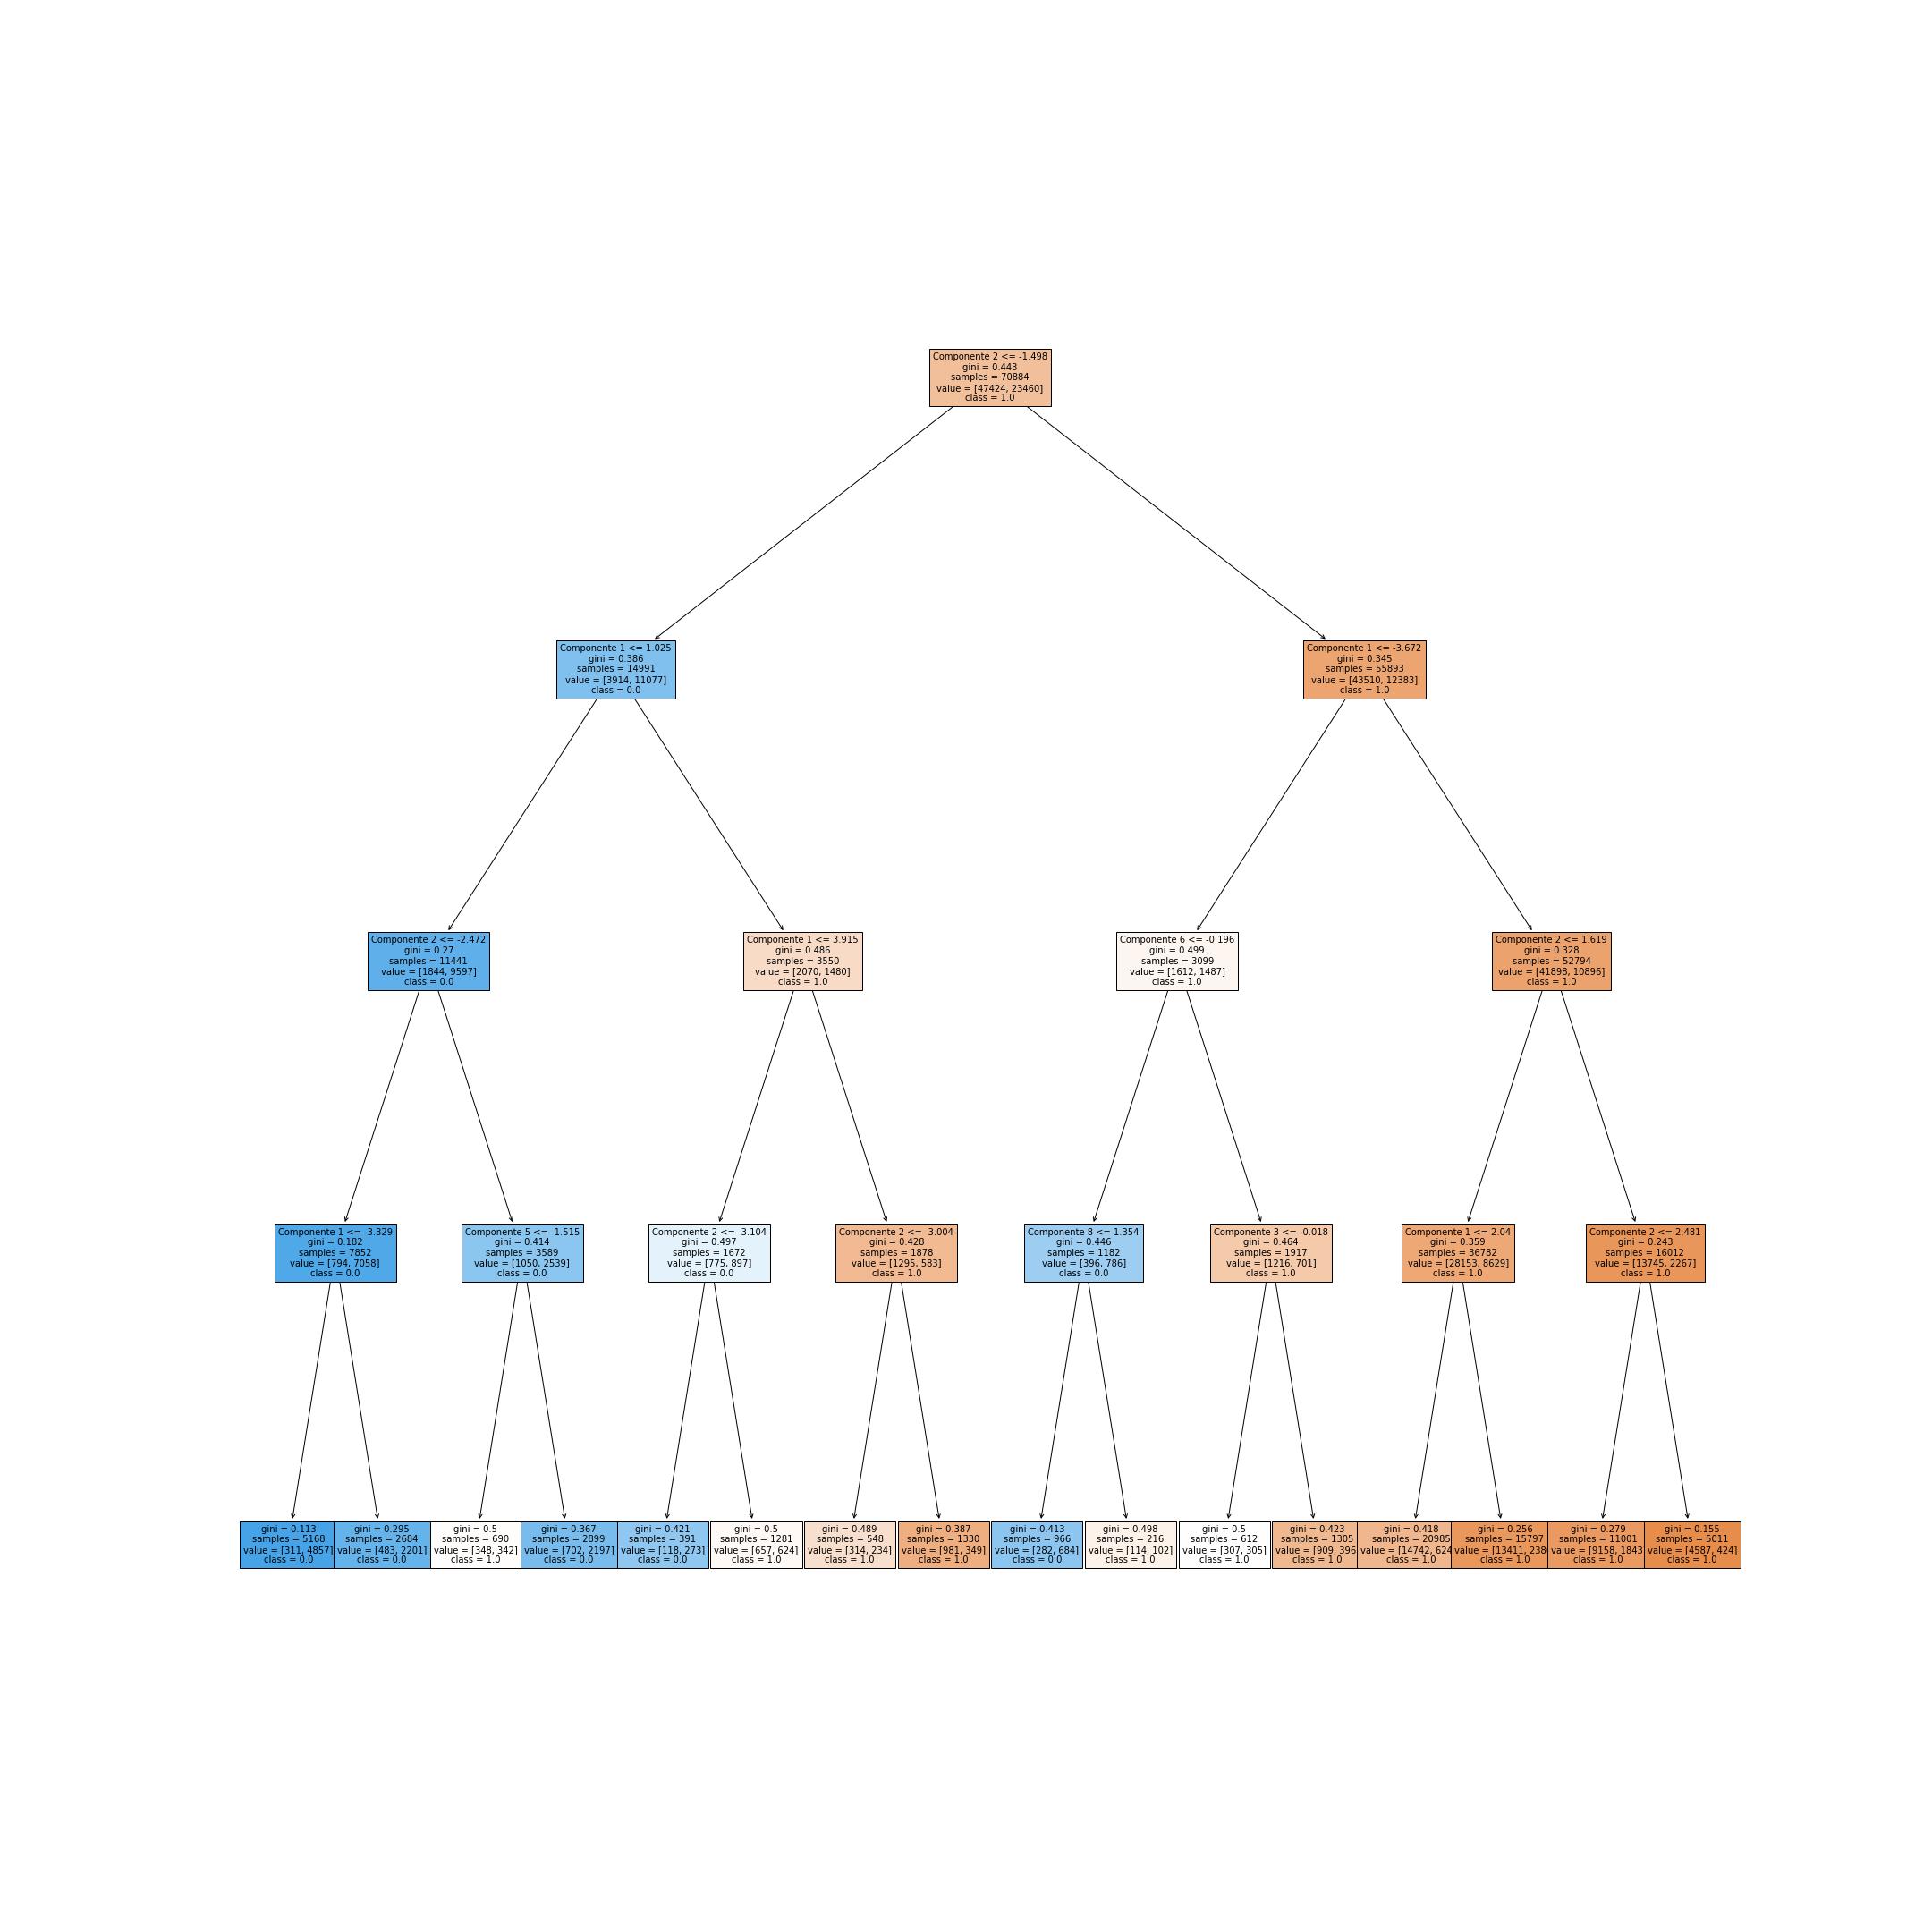 Componente 2 <= -1.498
gini = 0.443
samples = 70884
value = [47424, 23460]
class = 1.0
Componente 1 <= 1.025
gini = 0.386
samples = 14991
value = [3914, 11077]
class = 0.0
Componente 1 <= -3.672
gini = 0.345
samples = 55893
value = [43510, 12383]
class = 1.0
Componente 2 <= -2.472
gini = 0.27
samples = 11441
value = [1844, 9597]
class = 0.0
Componente 1 <= 3.915
gini = 0.486
samples = 3550
value = [2070, 1480]
class = 1.0
Componente 6 <= -0.196
gini = 0.499
samples = 3099
value = [1612, 1487]
class = 1.0
Componente 2 <= 1.619
gini = 0.328
samples = 52794
value = [41898, 10896]
class = 1.0
Componente 1 <= -3.329
gini = 0.182
samples = 7852
value = [794, 7058]
class = 0.0
Componente 5 <= -1.515
gini = 0.414
samples = 3589
value = [1050, 2539]
class = 0.0
Componente 2 <= -3.104
gini = 0.497
samples = 1672
value = [775, 897]
class = 0.0
Componente 2 <= -3.004
gini = 0.428
samples = 1878
value = [1295, 583]
class = 1.0
Componente 8 <= 1.354
gini = 0.446
samples = 1182
value = [396, 786]
class = 0.0
Componente 3 <= -0.018
gini = 0.464
samples = 1917
value = [1216, 701]
class = 1.0
Componente 1 <= 2.04
gini = 0.359
samples = 36782
value = [28153, 8629]
class = 1.0
Componente 2 <= 2.481
gini = 0.243
samples = 16012
value = [13745, 2267]
class = 1.0
gini = 0.113
samples = 5168
value = [311, 4857]
class = 0.0
gini = 0.295
samples = 2684
value = [483, 2201]
class = 0.0
gini = 0.5
samples = 690
value = [348, 342]
class = 1.0
gini = 0.367
samples = 2899
value = [702, 2197]
class = 0.0
gini = 0.421
samples = 391
value = [118, 273]
class = 0.0
gini = 0.5
samples = 1281
value = [657, 624]
class = 1.0
gini = 0.489
samples = 548
value = [314, 234]
class = 1.0
gini = 0.387
samples = 1330
value = [981, 349]
class = 1.0
gini = 0.413
samples = 966
value = [282, 684]
class = 0.0
gini = 0.498
samples = 216
value = [114, 102]
class = 1.0
gini = 0.5
samples = 612
value = [307, 305]
class = 1.0
gini = 0.423
samples = 1305
value = [909, 396
class = 1.0
gini = 0.418
samples = 20985
value = [14742, 624
class = 1.0
gini = 0.256
samples = 15797
value = [13411, 238
class = 1.0
gini = 0.279
samples = 11001
value = [9158, 1843
class = 1.0
gini = 0.155
samples = 5011
value = [4587, 424]
class = 1.0